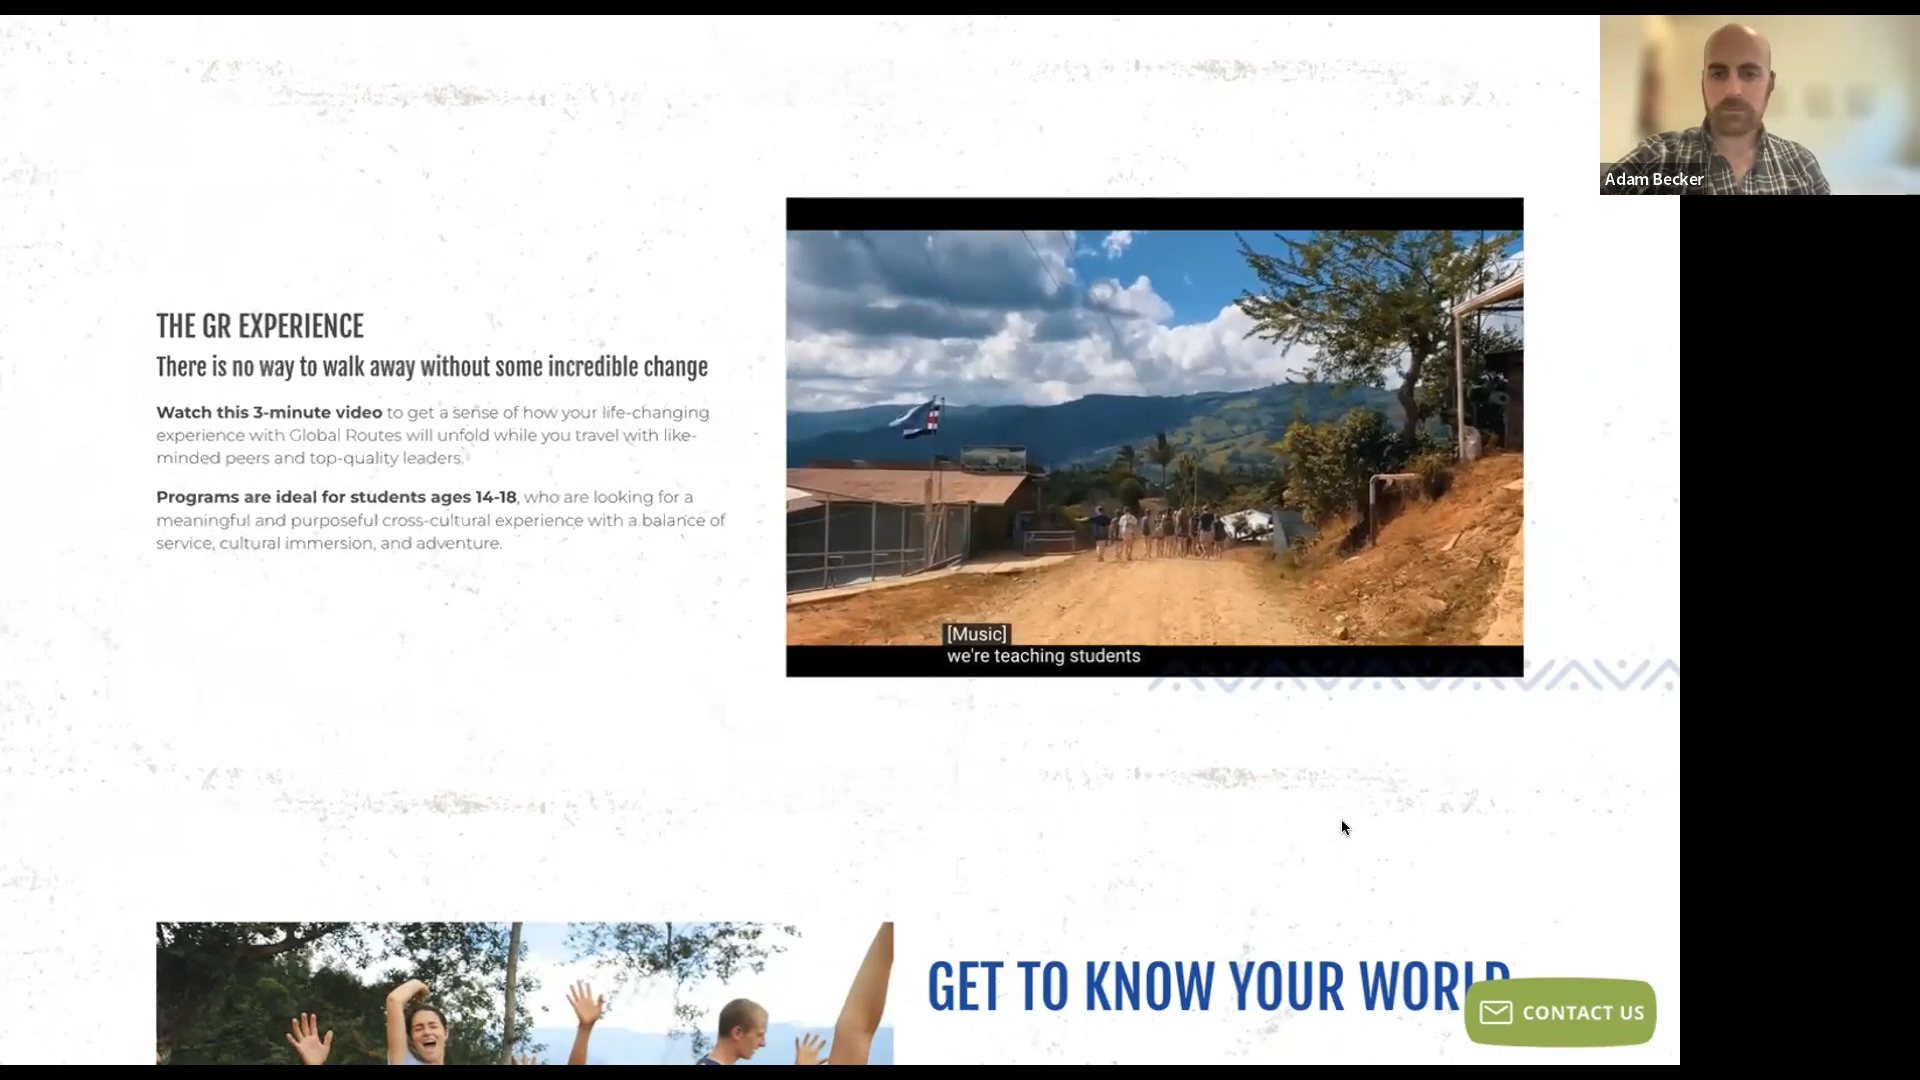 Adam Becker
THE GR EXPERIENCE
There is no way to walk away without some incredible change
Watch this 3-minute video to get a sense of how your life-changing
experience with Global Routes will unfold while you travel with like-
minded peers and top-quality leaders.
Programs are ideal for students ages 14-18, who are looking for a
meaningful and purposeful cross-cultural experience with a balance of
service, cultural immersion, and adventure.
[Music]
we're teaching students
GET TO KNOW YOUR WORLD
CONTACT US